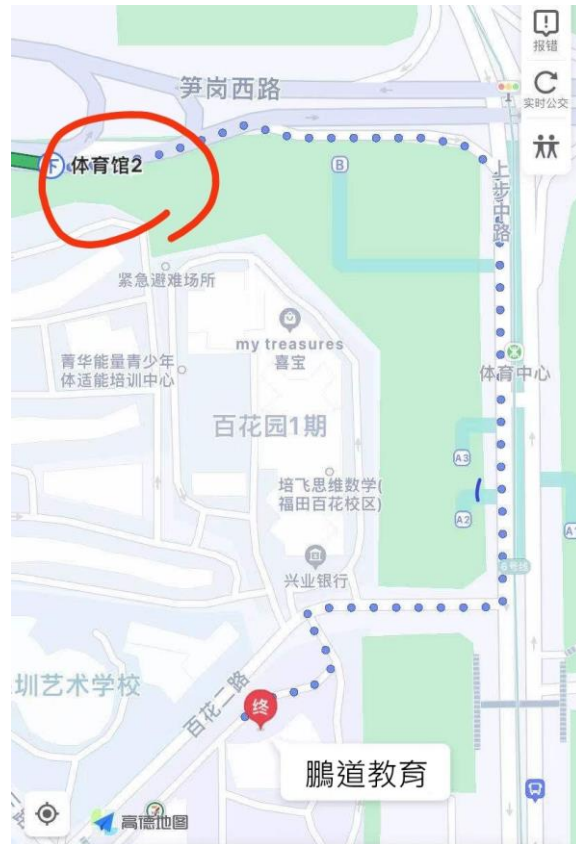 报错
笋岗西路
实时公交
下 体育馆2
B
上步中路
紧急避难场所
my treasures
喜宝
菁华能量青少年
体适能培训中心
体育中心
百花园1期
A3
培飞思维数学(
福田百花校区)
A2
兴业银行
6号线
圳艺术学校
百花二路
终
鵬道教育
高德地图